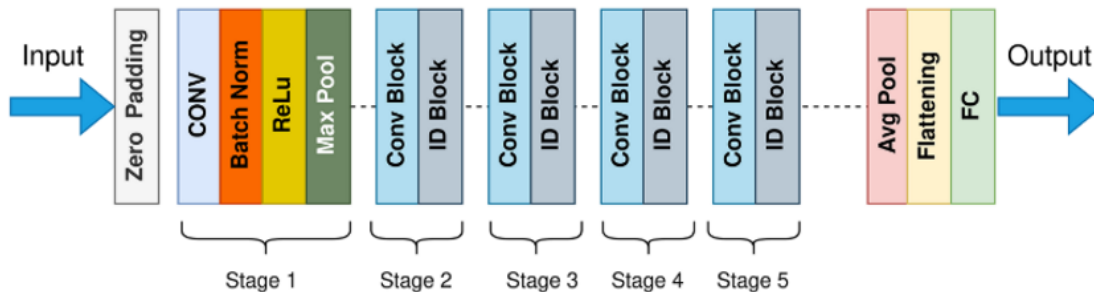 Input
Zero Padding
CONV
Batch Norm
ReLu
Max Pool
Conv Block
ID Block
Conv Block
ID Block
Conv Block
ID Block
Conv Block
ID Block
Avg Pool
Flattening
FC
Output
Stage 1
Stage 2
Stage 3
Stage 4
Stage 5